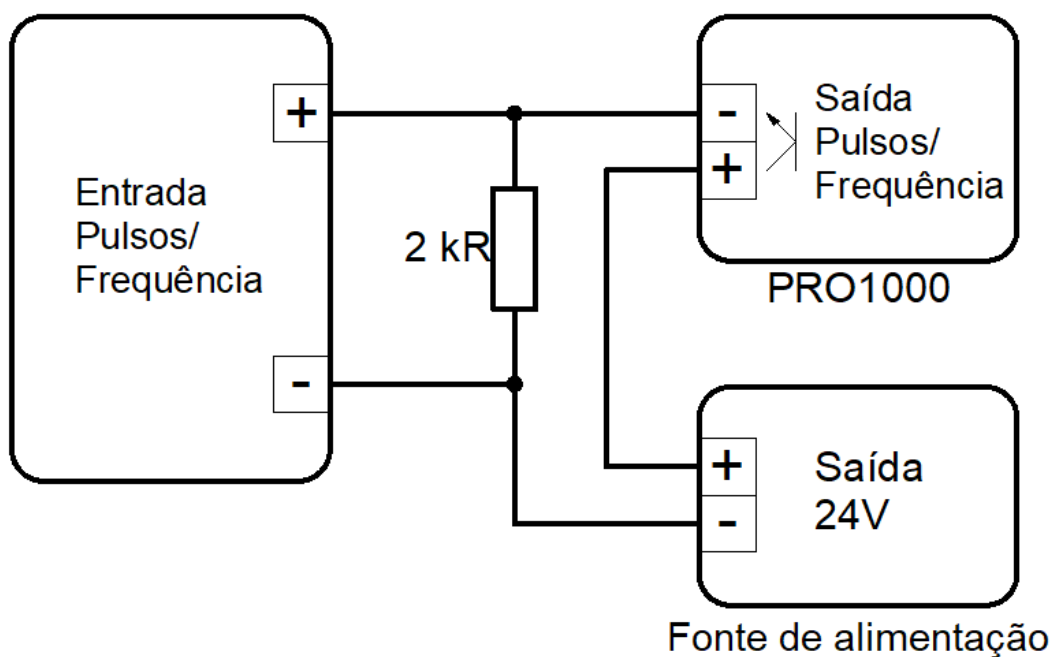 Entrada
Pulsos/
Frequência
+
-
2 kR
-
+
Saída
Pulsos/
Frequência
PRO1000
+
-
Saída
24V
Fonte de alimentação